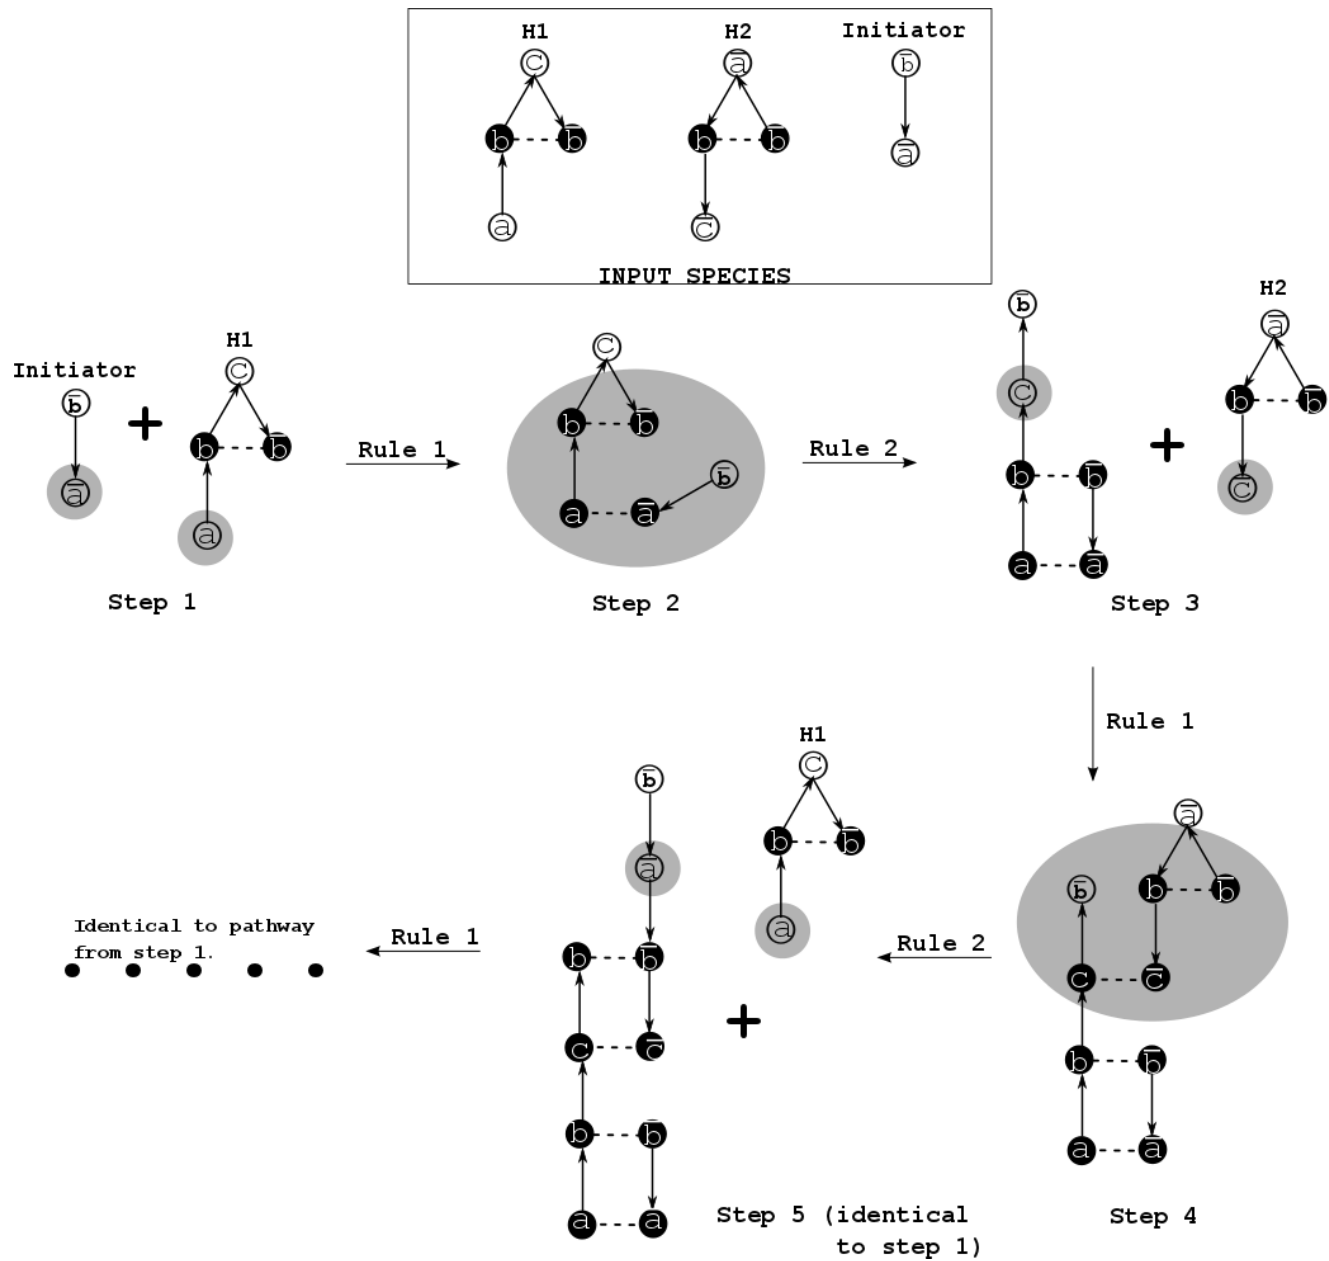 H1 H2 Initiator
c a̅ b̅
b b̅ b b̅ a̅
a c̅
INPUT SPECIES
Initiator H1
b̅ c
b b̅
a̅ a
Step 1
Rule 1
c
b b̅
b̅
a a̅
Step 2
Rule 2
H2
b̅ a̅
c b b̅
b b̅ c̅
a a̅
Step 3
Rule 1
a̅
b̅ b b̅
c c̅
b b̅
a a̅
Step 4
Rule 2
H1
b̅ c
a̅ b b̅
a
b b̅
c c̅
b b̅
a a̅
Step 5 (identical
to step 1)
Rule 1
Identical to pathway
from step 1.